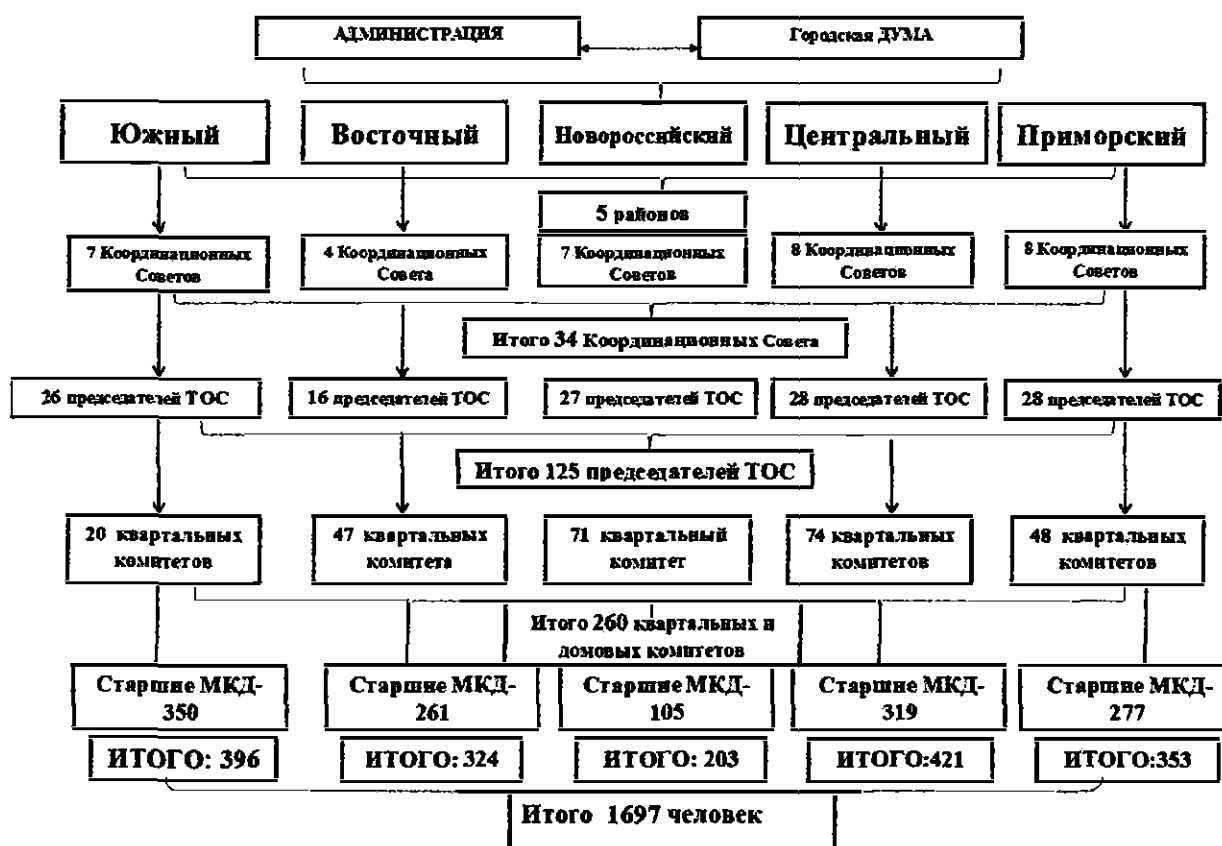 АДМИНИСТРАЦИЯ
Городская ДУМА
Южный
Восточный
Новороссийский
Центральный
Приморский
5 районов
7 Координационных
Советов
4 Координационных
Совета
7 Координационных
Советов
8 Координационных
Советов
8 Координационных
Советов
Итого 34 Координационных Совета
26 председателей ТОС
16 председателей ТОС
27 председателей ТОС
28 председателей ТОС
28 председателей ТОС
Итого 125 председателей ТОС
20 квартальных
комитетов
47 квартальных
комитета
71 квартальный
комитет
74 квартальных
комитетов
48 квартальных
комитетов
Итого 260 квартальных и
домовых комитетов
Старшие МКД-
350
Старшие МКД-
261
Старшие МКД-
105
Старшие МКД-
319
Старшие МКД-
277
ИТОГО: 396
ИТОГО: 324
ИТОГО: 203
ИТОГО:421
ИТОГО:353
Итого 1697 человек